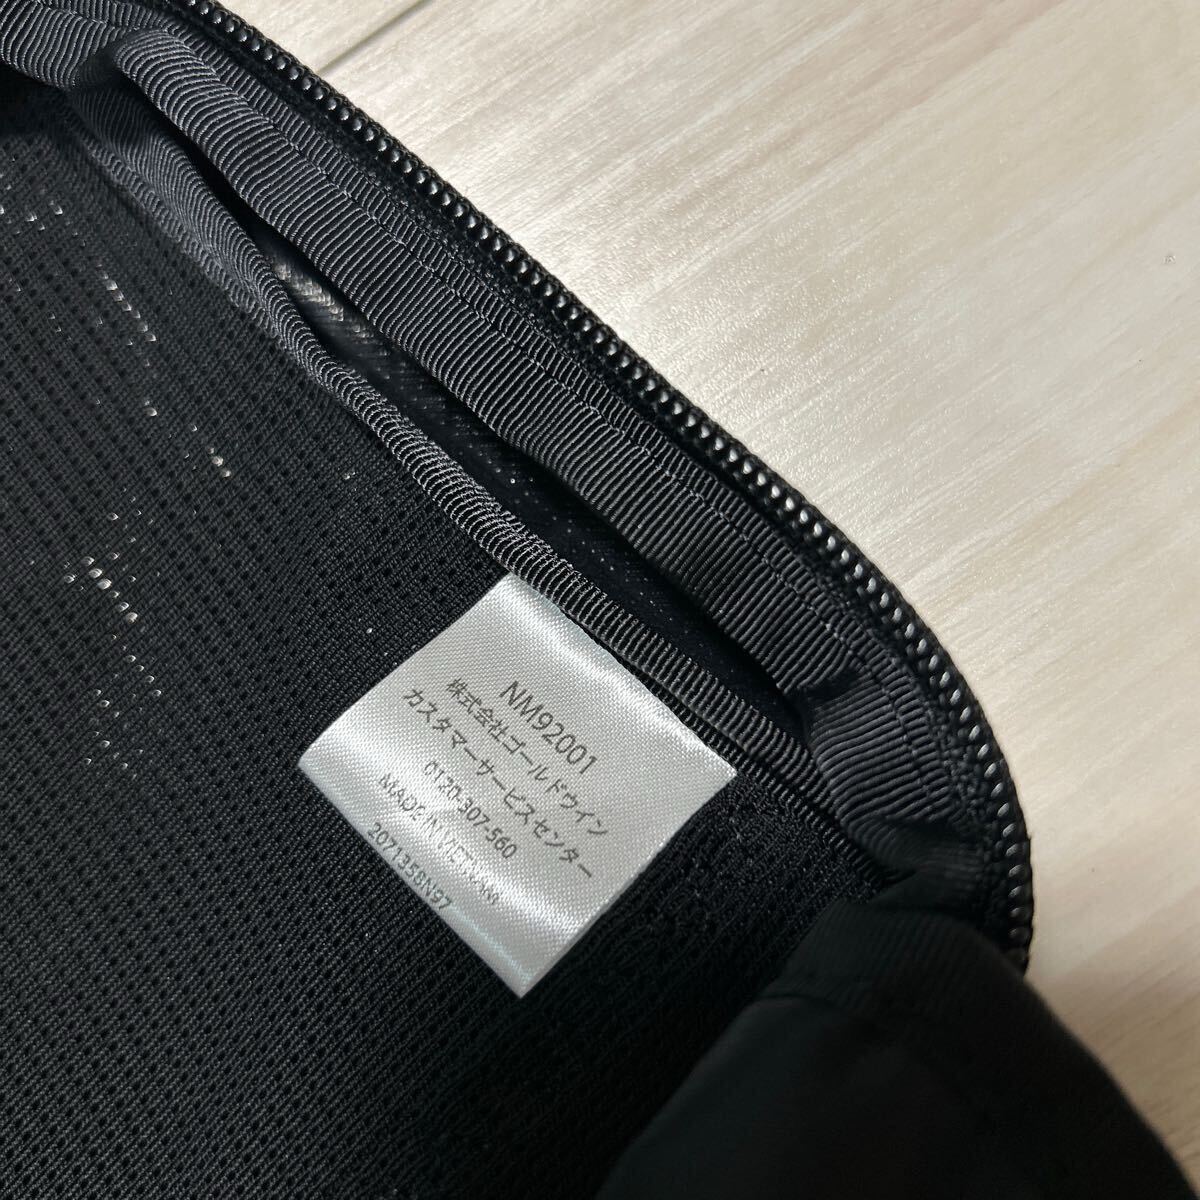 NM92001
株式会社ゴールドウイン
カスタマーサービスセンター
0120-307-560
MADE IN VIETNAM
2071358N97